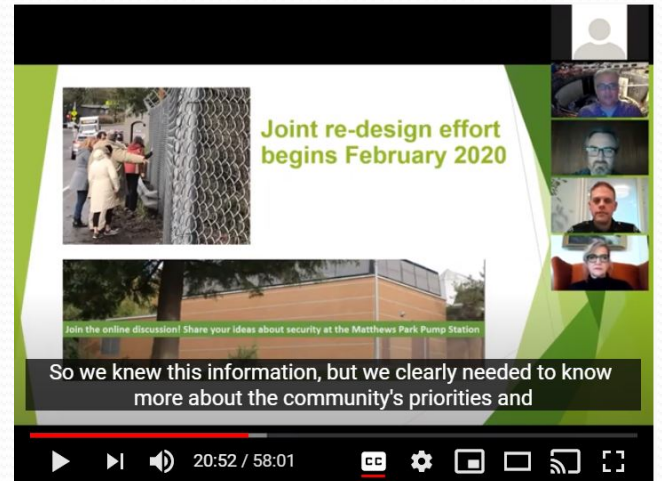 Joint re-design effort
begins February 2020
Join the online discussion! Share your ideas about security at the Matthews Park Pump Station
So we knew this information, but we clearly needed to know
more about the community's priorities and
20:52 / 58:01
CC